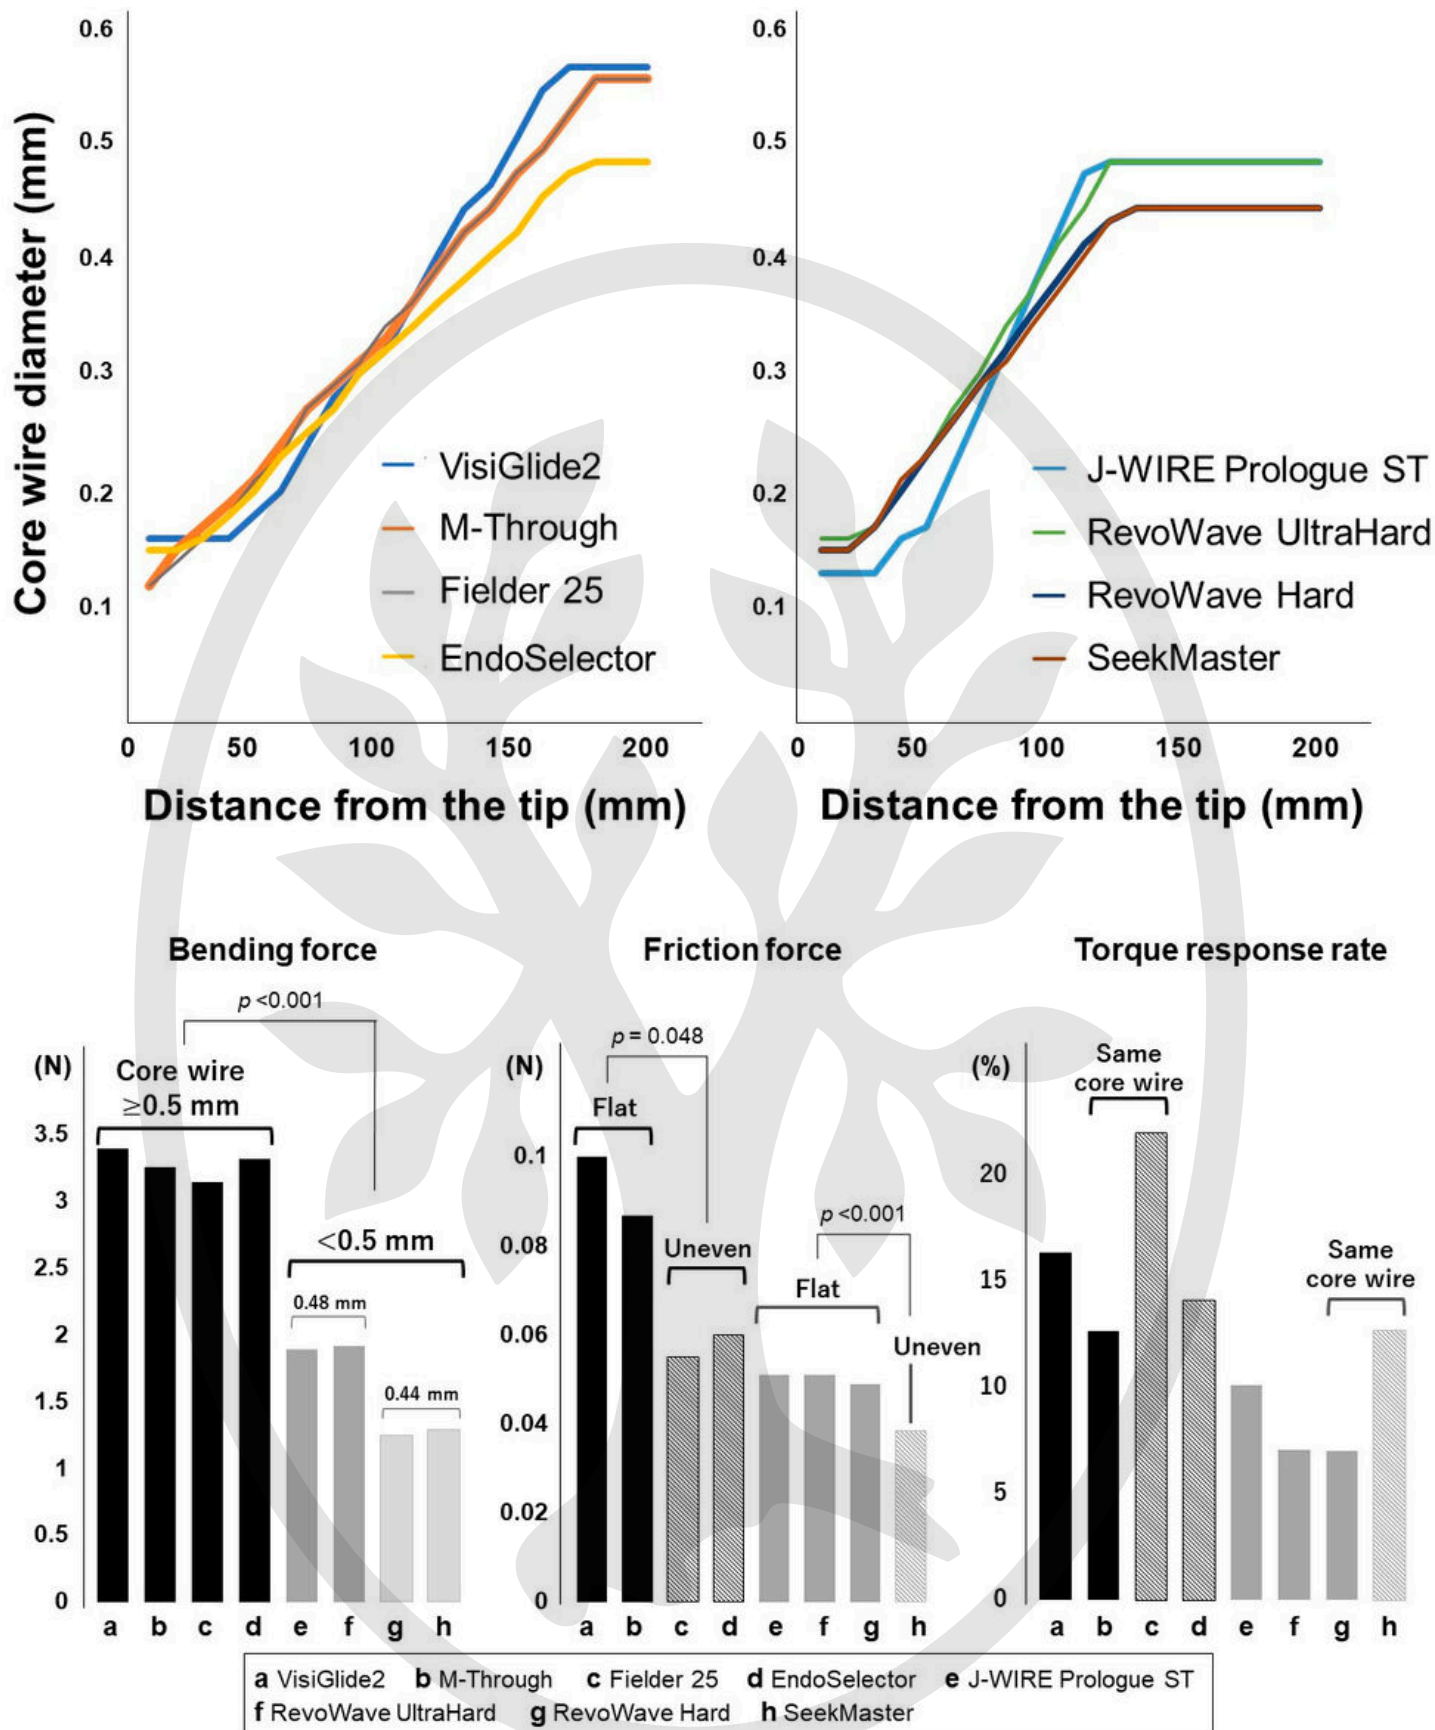 Core wire diameter (mm)
0.6
0.5
0.4
0.3
0.2
0.1
VisiGlide2
M-Through
Fielder 25
EndoSelector
0 50 100 150 200
Distance from the tip (mm)
0.6
0.5
0.4
0.3
0.2
0.1
J-WIRE Prologue ST
RevoWave UltraHard
RevoWave Hard
SeekMaster
0 50 100 150 200
Distance from the tip (mm)
Bending force
p <0.001
(N)
Core wire
≥0.5 mm
3.5
3
2.5
2
1.5
1
0.5
0
<0.5 mm
0.48 mm
0.44 mm
a b c d e f g h
Friction force
p = 0.048
(N)
Flat
0.1
0.08
0.06
0.04
0.02
0
Uneven
p <0.001
Flat
Uneven
a b c d e f g h
Torque response rate
(%)
Same
core wire
20
15
10
5
0
Same
core wire
a b c d e f g h
a VisiGlide2 b M-Through c Fielder 25 d EndoSelector e J-WIRE Prologue ST
f RevoWave UltraHard g RevoWave Hard h SeekMaster